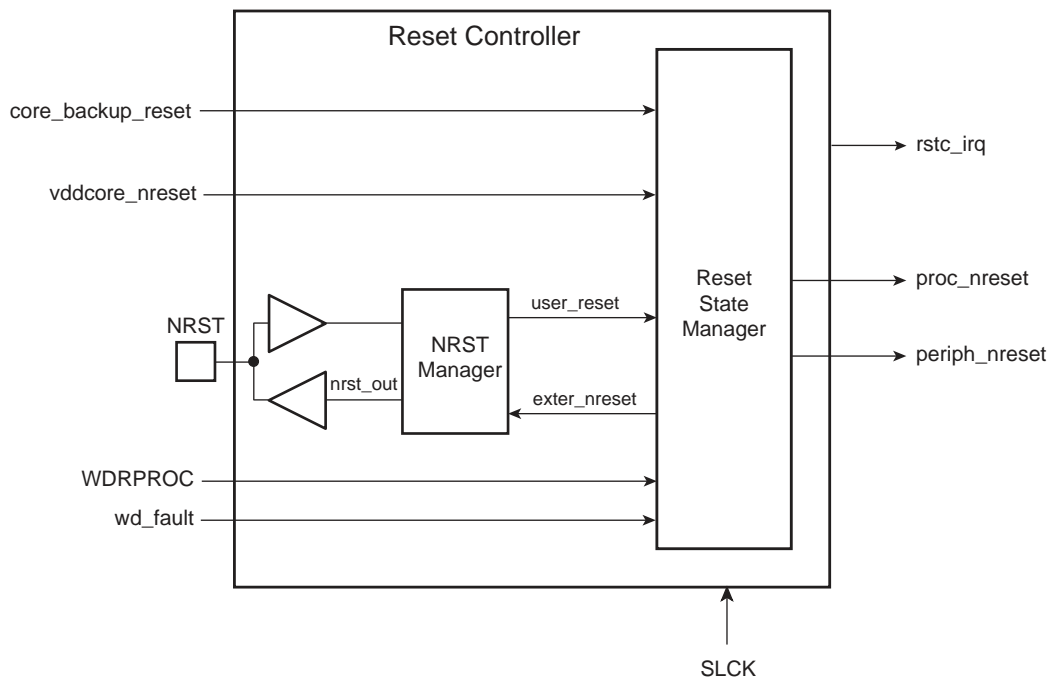 Reset Controller
core_backup_reset
rstc_irq
vddcore_nreset
Reset
State
Manager
proc_nreset
user_reset
NRST
NRST
Manager
periph_nreset
nrst_out
exter_nreset
WDRPROC
wd_fault
SLCK